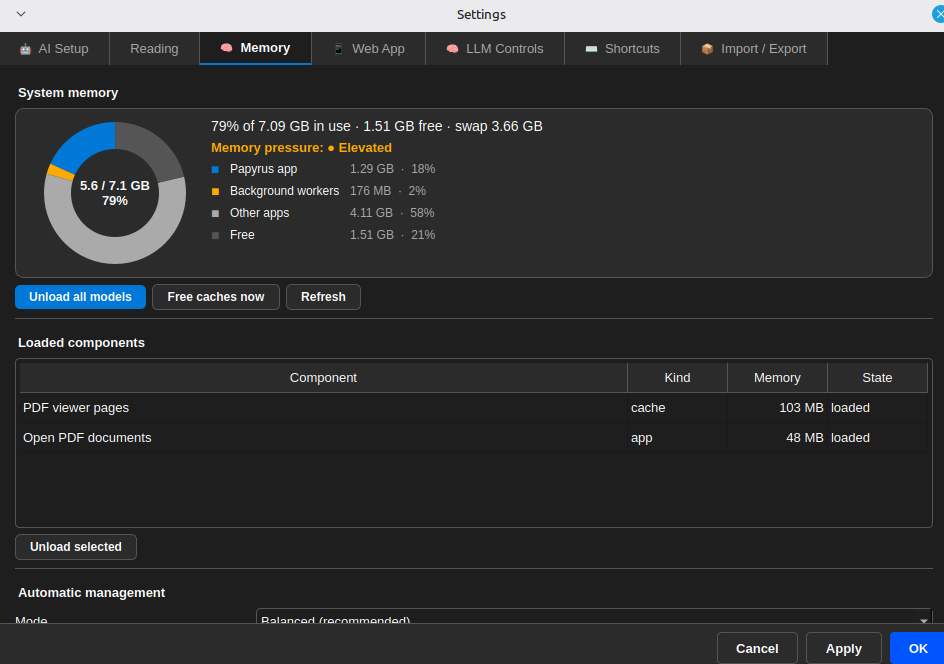 Settings
AI Setup
Reading
Memory
Web App
LLM Controls
Shortcuts
Import / Export
System memory
5.6 / 7.1 GB
79%
79% of 7.09 GB in use · 1.51 GB free · swap 3.66 GB
Memory pressure: ● Elevated
Papyrus app 1.29 GB · 18%
Background workers 176 MB · 2%
Other apps 4.11 GB · 58%
Free 1.51 GB · 21%
Unload all models
Free caches now
Refresh
Loaded components
Component Kind Memory State
PDF viewer pages cache 103 MB loaded
Open PDF documents app 48 MB loaded
Unload selected
Automatic management
Mode Balanced (recommended)
Cancel
Apply
OK